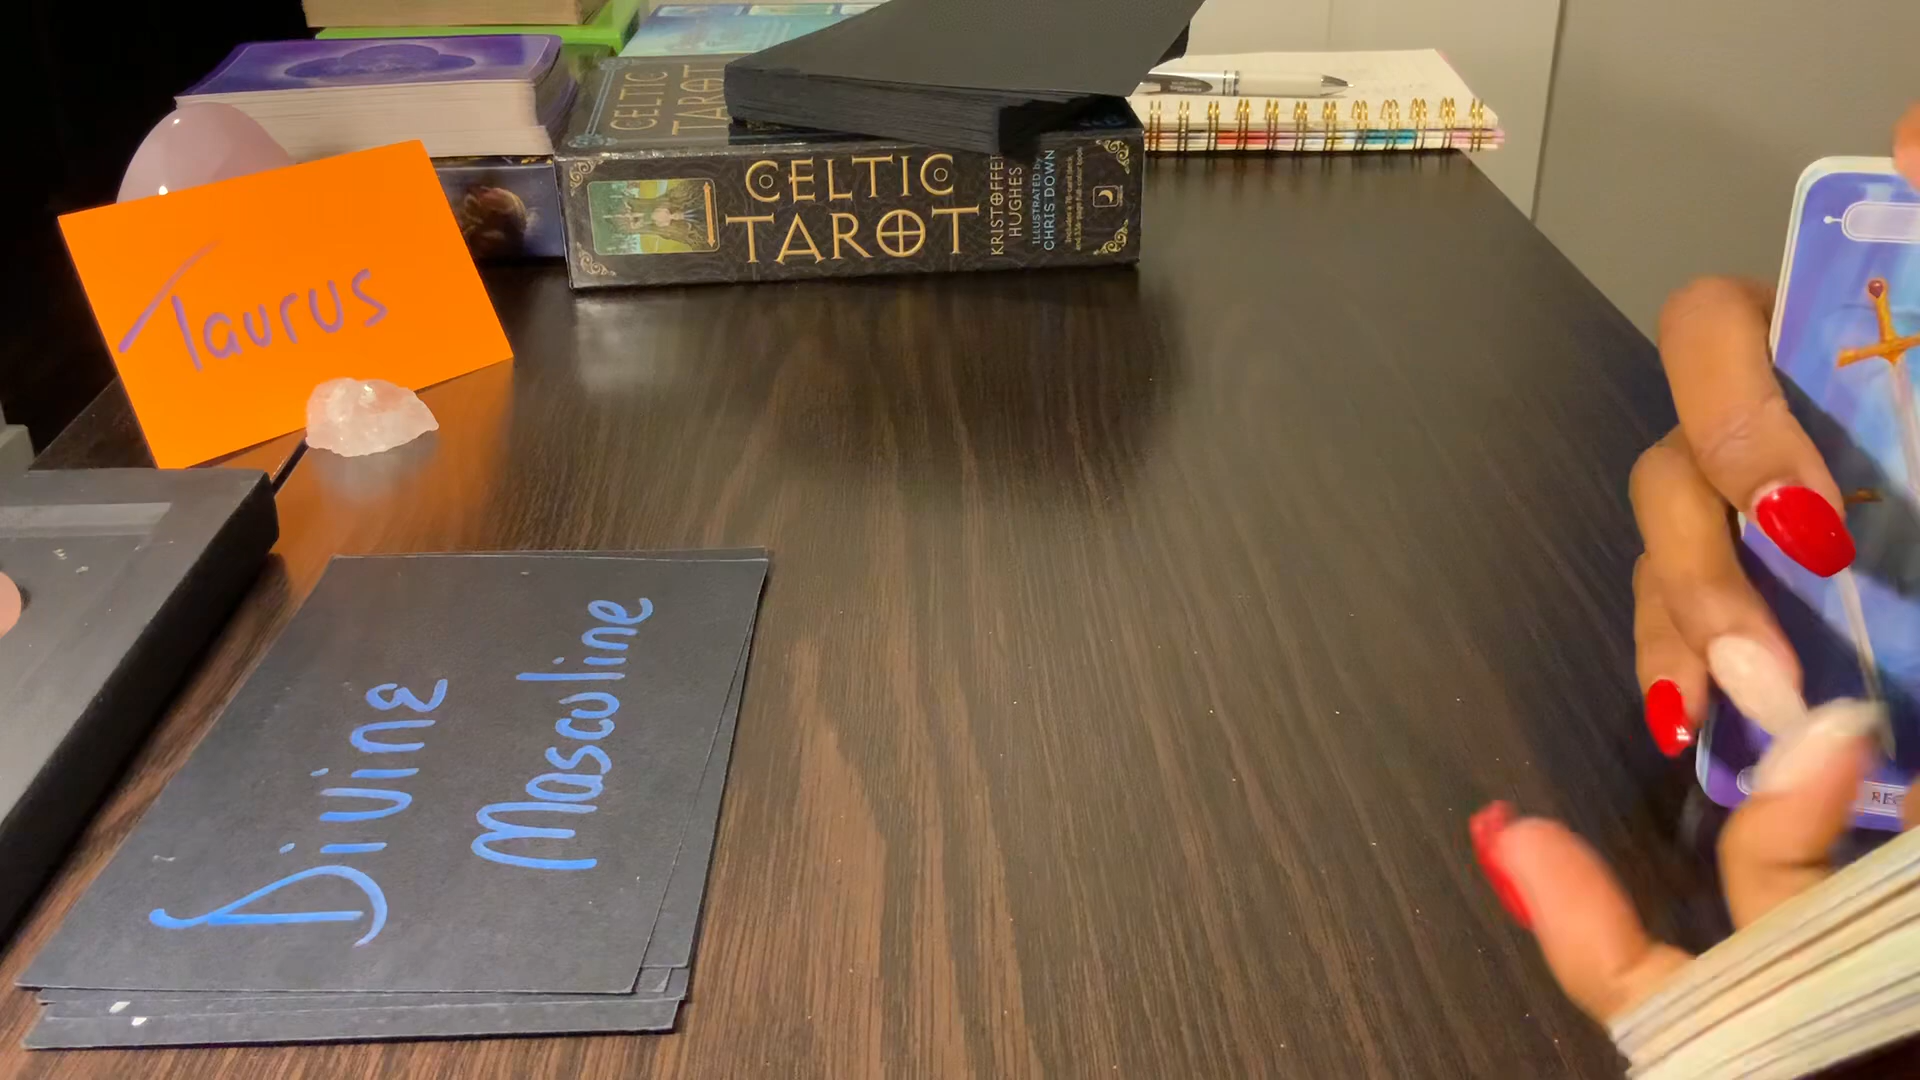 CELTIC
TAROT
CELTIC
TAROT
KRISTOFFER
HUGHES
ILLUSTRATED by
CHRIS DOWN
Taurus
Divine
Masculine